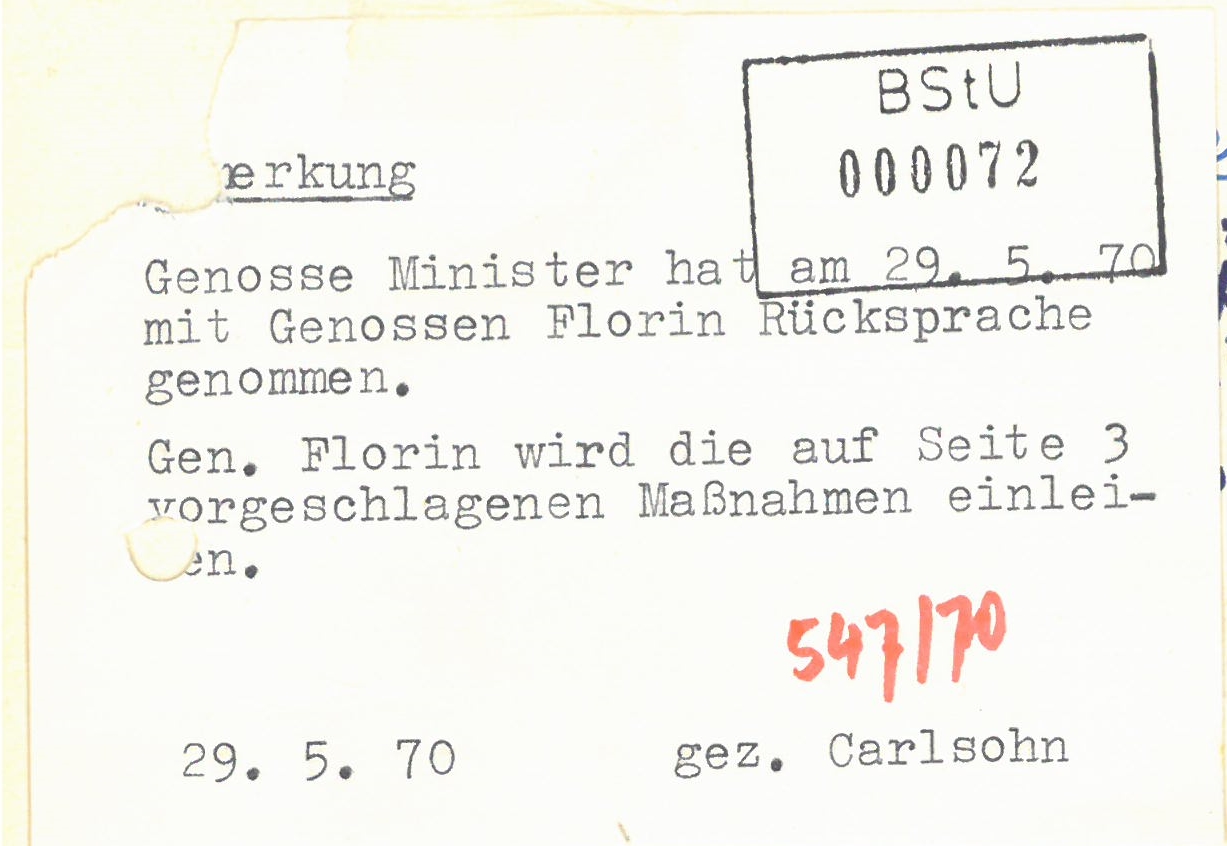 BStU
000072
merkung
Genosse Minister hat am 29. 5. 70
mit Genossen Florin Rücksprache
genommen.
Gen. Florin wird die auf Seite 3
vorgeschlagenen Maßnahmen einlei-
en.
547/70
29. 5. 70 gez. Carlsohn